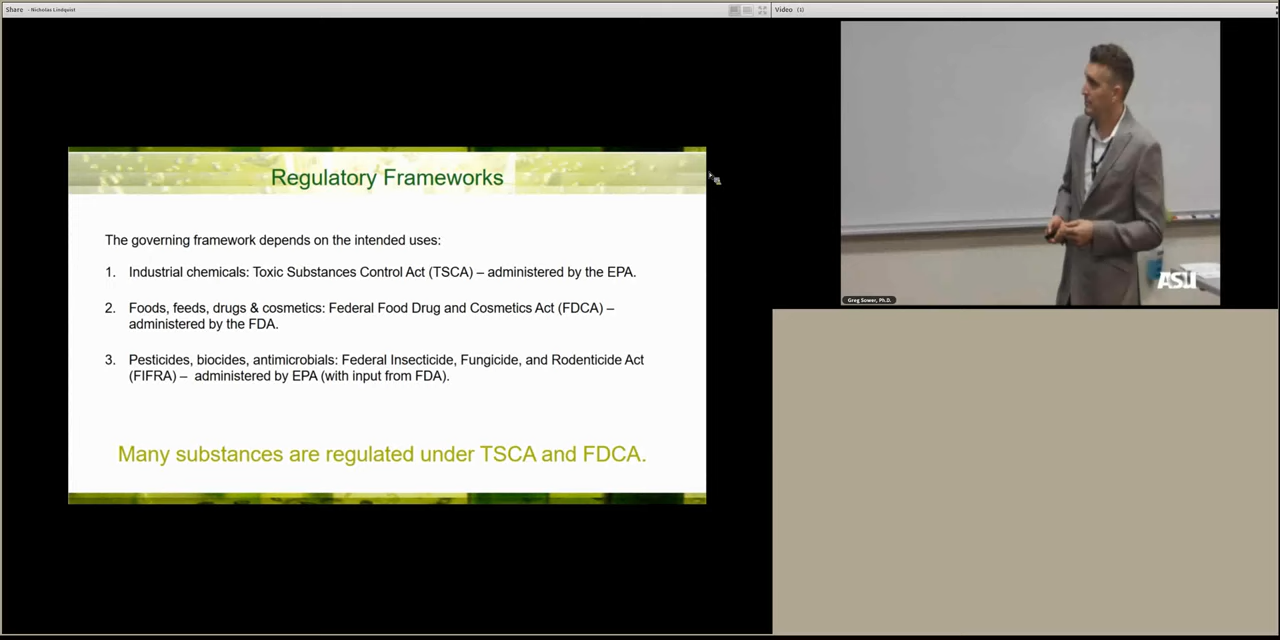 Share - Nicholas Lindquist
Video (1)
Regulatory Frameworks
The governing framework depends on the intended uses:
1. Industrial chemicals: Toxic Substances Control Act (TSCA) – administered by the EPA.
2. Foods, feeds, drugs & cosmetics: Federal Food Drug and Cosmetics Act (FDCA) –
administered by the FDA.
3. Pesticides, biocides, antimicrobials: Federal Insecticide, Fungicide, and Rodenticide Act
(FIFRA) – administered by EPA (with input from FDA).
Many substances are regulated under TSCA and FDCA.
ASU
Greg Sower, Ph.D.